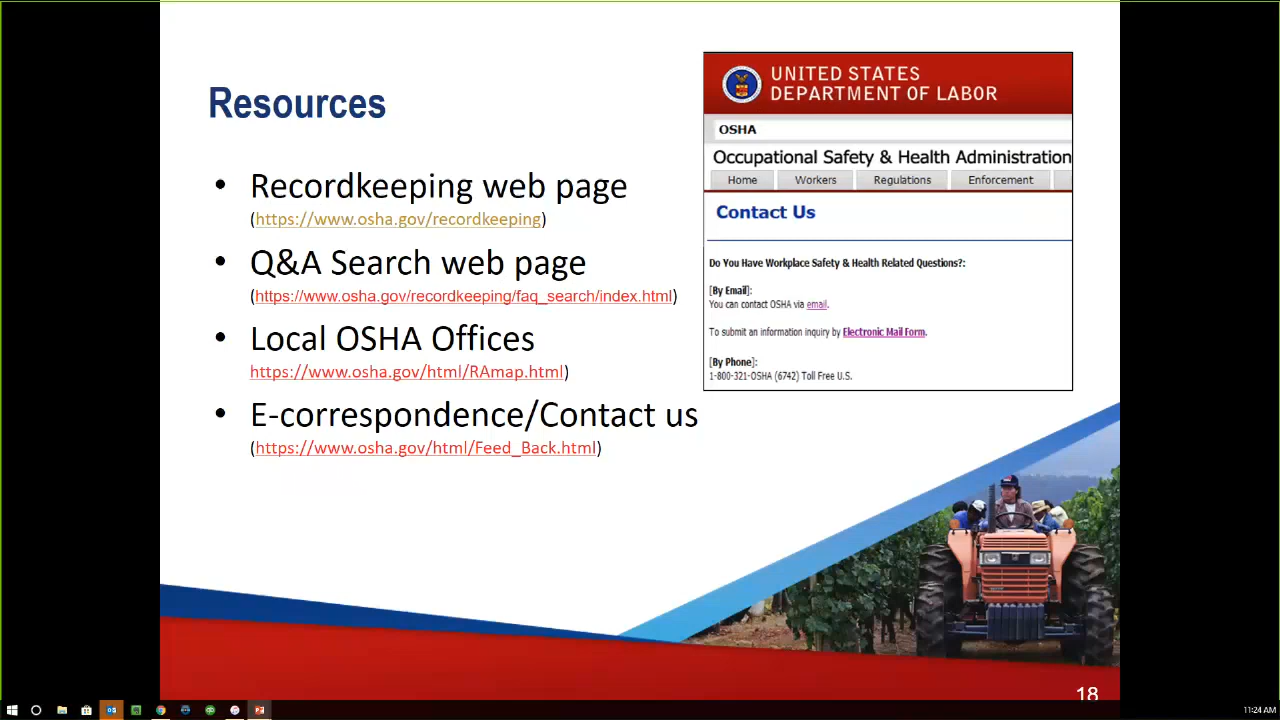 Resources
• Recordkeeping web page
(https://www.osha.gov/recordkeeping)
• Q&A Search web page
(https://www.osha.gov/recordkeeping/faq_search/index.html)
• Local OSHA Offices
https://www.osha.gov/html/RAmap.html)
• E-correspondence/Contact us
(https://www.osha.gov/html/Feed_Back.html)
UNITED STATES
DEPARTMENT OF LABOR
OSHA
Occupational Safety & Health Administration
Home Workers Regulations Enforcement
Contact Us
Do You Have Workplace Safety & Health Related Questions?:
[By Email]:
You can contact OSHA via email.
To submit an information inquiry by Electronic Mail Form.
[By Phone]:
1-800-321-OSHA (6742) Toll Free U.S.
18
11:24 AM